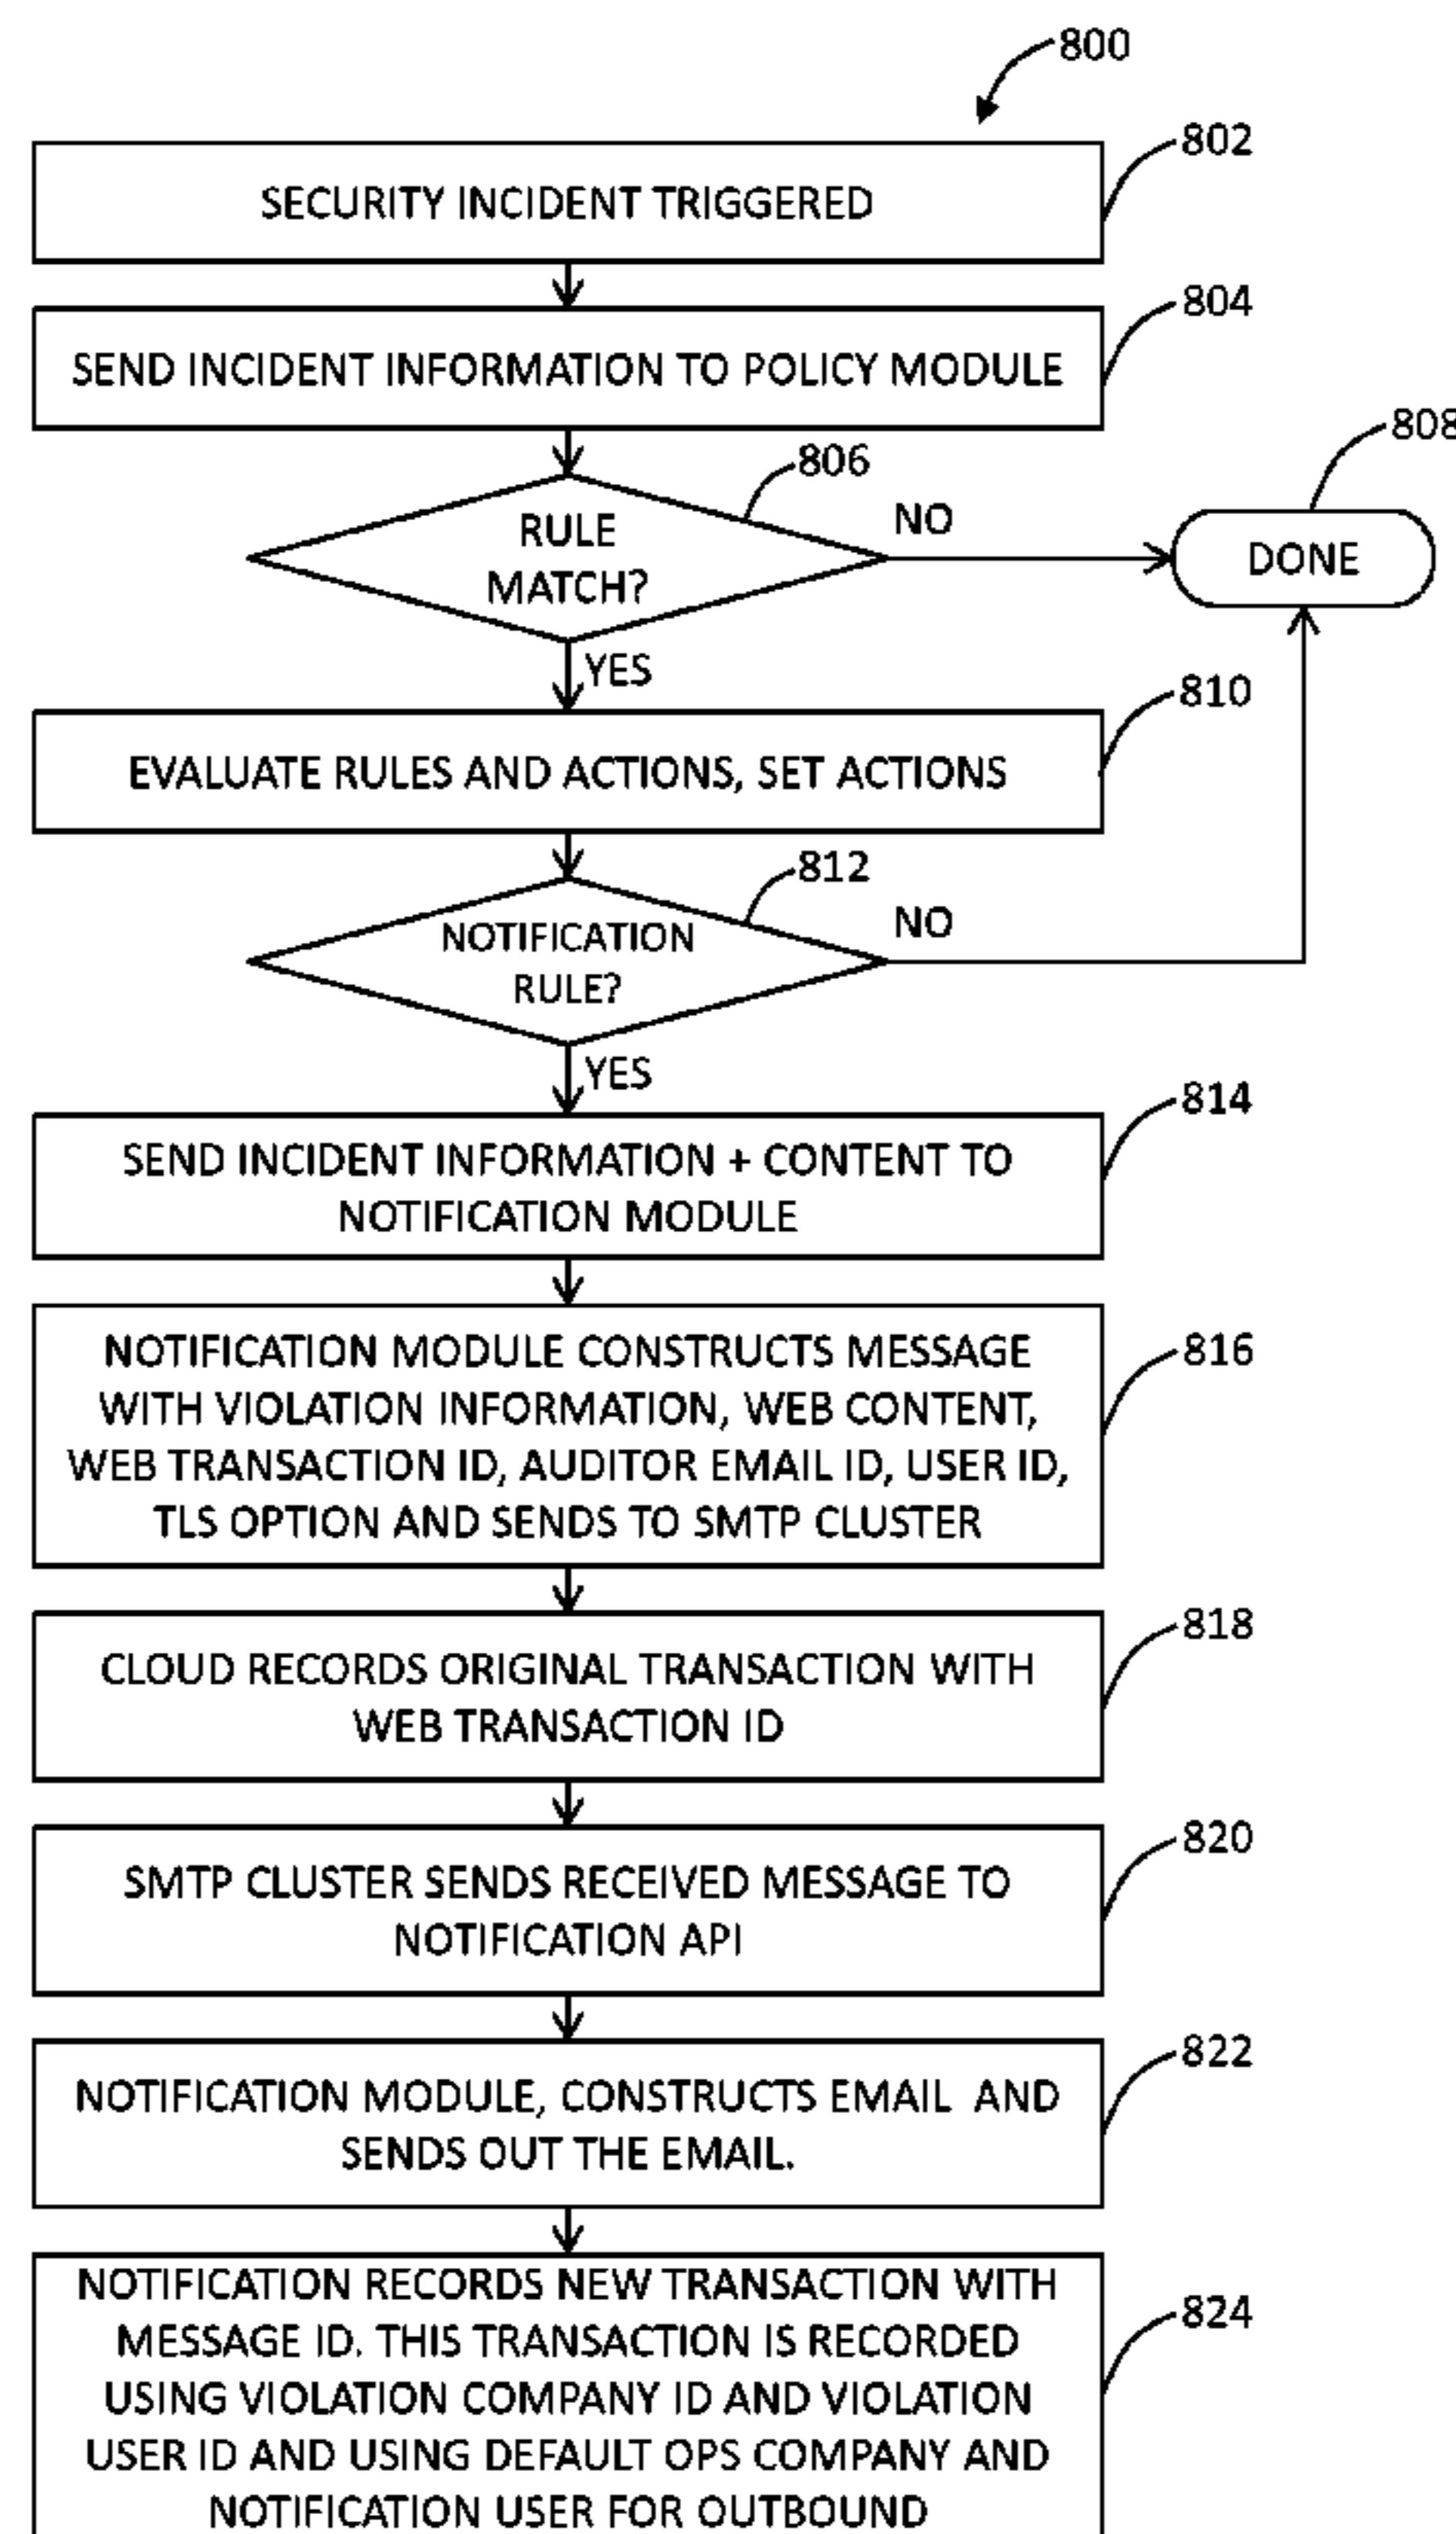 800
802
SECURITY INCIDENT TRIGGERED
804
SEND INCIDENT INFORMATION TO POLICY MODULE
808
806
RULE
MATCH?
NO
DONE
YES
810
EVALUATE RULES AND ACTIONS, SET ACTIONS
812
NOTIFICATION
RULE?
NO
YES
814
SEND INCIDENT INFORMATION + CONTENT TO
NOTIFICATION MODULE
816
NOTIFICATION MODULE CONSTRUCTS MESSAGE
WITH VIOLATION INFORMATION, WEB CONTENT,
WEB TRANSACTION ID, AUDITOR EMAIL ID, USER ID,
TLS OPTION AND SENDS TO SMTP CLUSTER
818
CLOUD RECORDS ORIGINAL TRANSACTION WITH
WEB TRANSACTION ID
820
SMTP CLUSTER SENDS RECEIVED MESSAGE TO
NOTIFICATION API
822
NOTIFICATION MODULE, CONSTRUCTS EMAIL  AND
SENDS OUT THE EMAIL.
824
NOTIFICATION RECORDS NEW TRANSACTION WITH
MESSAGE ID. THIS TRANSACTION IS RECORDED
USING VIOLATION COMPANY ID AND VIOLATION
USER ID AND USING DEFAULT OPS COMPANY AND
NOTIFICATION USER FOR OUTBOUND